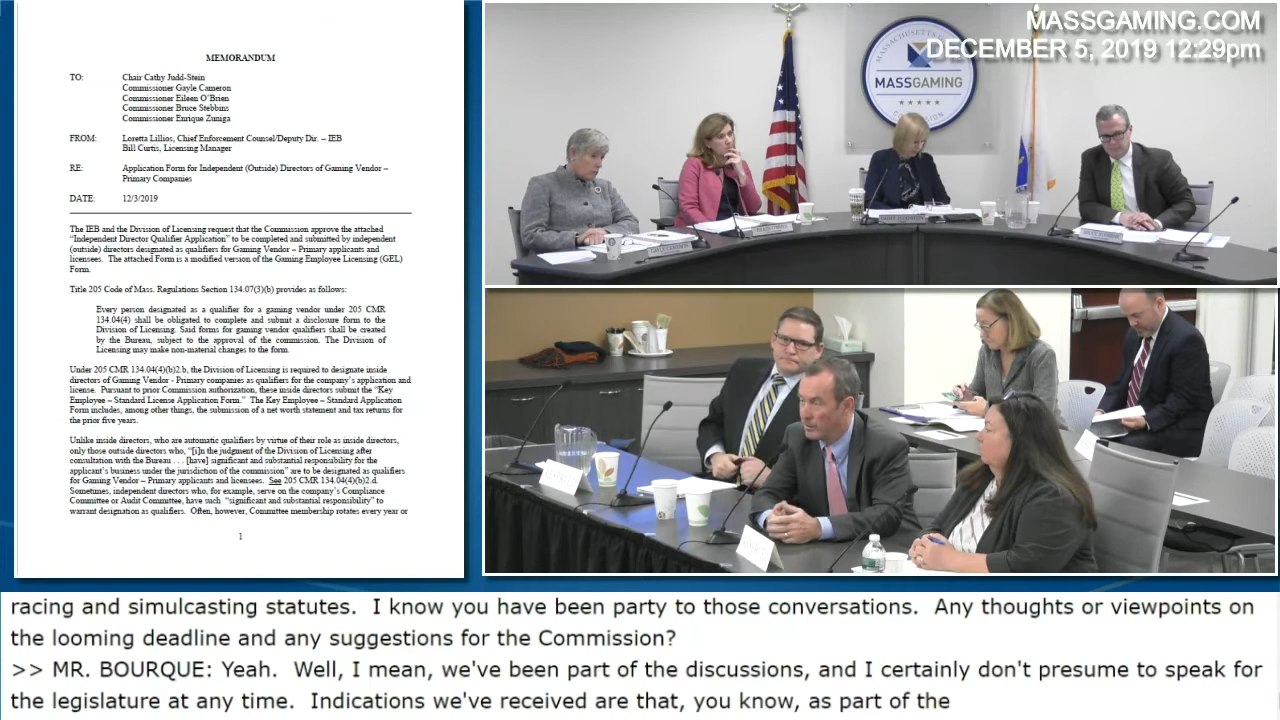 MEMORANDUM
TO: Chair Cathy Judd-Stein
Commissioner Gayle Cameron
Commissioner Eileen O'Brien
Commissioner Bruce Stebbins
Commissioner Enrique Zuniga
FROM: Loretta Lillios, Chief Enforcement Counsel/Deputy Dir. – IEB
Bill Curtis, Licensing Manager
RE: Application Form for Independent (Outside) Directors of Gaming Vendor –
Primary Companies
DATE: 12/3/2019
The IEB and the Division of Licensing request that the Commission approve the attached
"Independent Director Qualifier Application" to be completed and submitted by independent
(outside) directors designated as qualifiers for Gaming Vendor – Primary applicants and
licensees. The attached Form is a modified version of the Gaming Employee Licensing (GEL)
Form.
Title 205 Code of Mass. Regulations Section 134.07(3)(b) provides as follows:
Every person designated as a qualifier for a gaming vendor under 205 CMR
134.04(4) shall be obligated to complete and submit a disclosure form to the
Division of Licensing. Said forms for gaming vendor qualifiers shall be created
by the Bureau, subject to the approval of the commission. The Division of
Licensing may make non-material changes to the form.
Under 205 CMR 134.04(4)(b)2.b, the Division of Licensing is required to designate inside
directors of Gaming Vendor - Primary companies as qualifiers for the company's application and
license. Pursuant to prior Commission authorization, these inside directors submit the "Key
Employee – Standard License Application Form." The Key Employee – Standard Application
Form includes, among other things, the submission of a net worth statement and tax returns for
the prior five years.
Unlike inside directors, who are automatic qualifiers by virtue of their role as inside directors,
only those outside directors who, "[i]n the judgment of the Division of Licensing after
consultation with the Bureau . . . [have] significant and substantial responsibility for the
applicant's business under the jurisdiction of the commission" are to be designated as qualifiers
for Gaming Vendor – Primary applicants and licensees. See 205 CMR 134.04(4)(b)2.d.
Sometimes, independent directors who, for example, serve on the company's Compliance
Committee or Audit Committee, have such "significant and substantial responsibility" to
warrant designation as qualifiers. Often, however, Committee membership rotates every year or
1
MASSGAMING.COM
DECEMBER 5, 2019 12:29pm
MASSGAMING
racing and simulcasting statutes. I know you have been party to those conversations. Any thoughts or viewpoints on
the looming deadline and any suggestions for the Commission?
>> MR. BOURQUE: Yeah. Well, I mean, we've been part of the discussions, and I certainly don't presume to speak for
the legislature at any time. Indications we've received are that, you know, as part of the